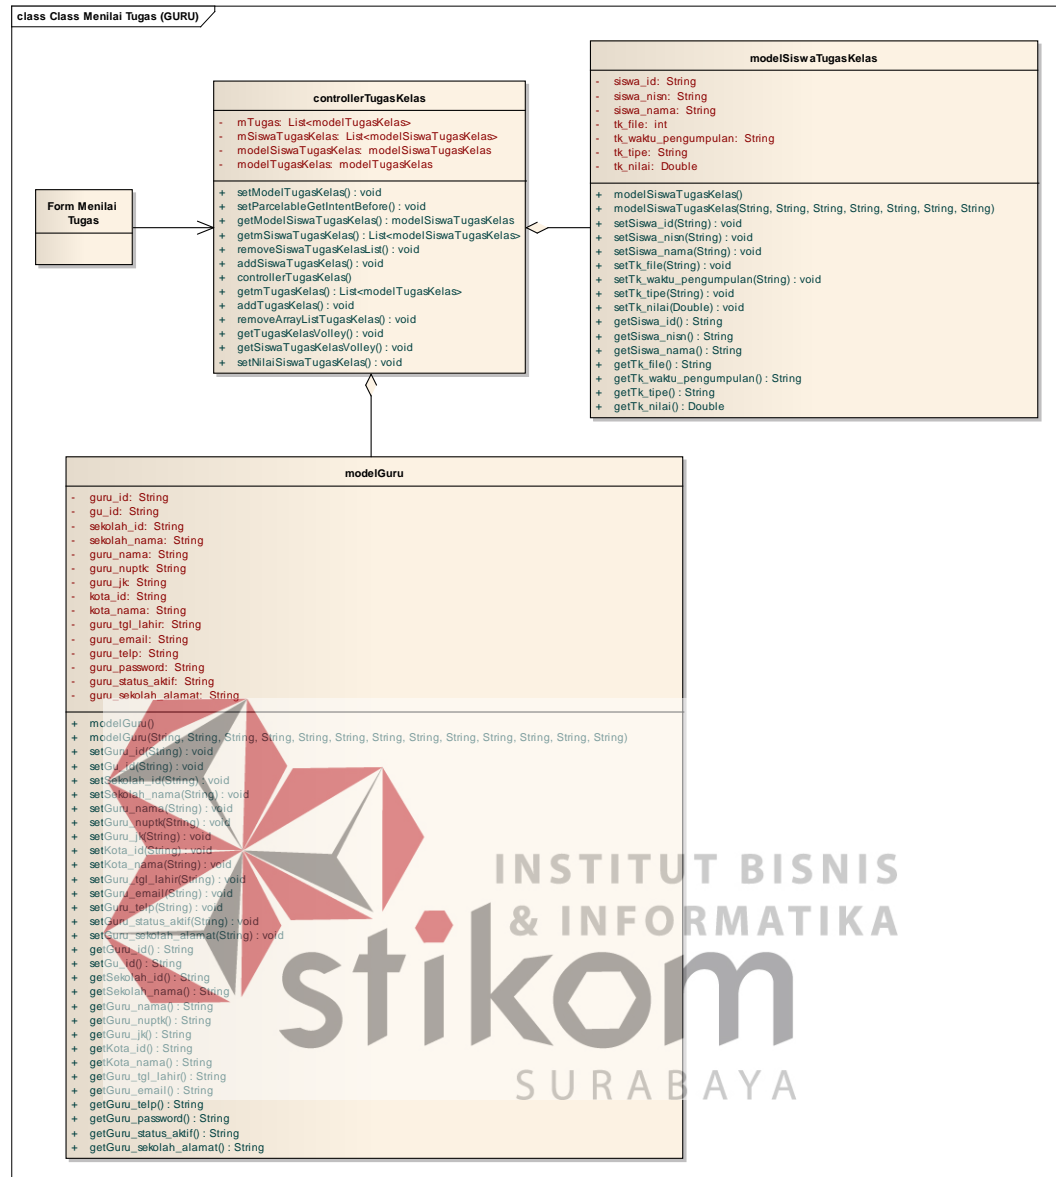 class Class Menilai Tugas (GURU)
modelSiswaTugasKelas
- siswa_id: String
- siswa_nisn: String
- siswa_nama: String
- tk_file: int
- tk_waktu_pengumpulan: String
- tk_tipe: String
- tk_nilai: Double
+ modelSiswaTugasKelas()
+ modelSiswaTugasKelas(String, String, String, String, String, String, String)
+ setSiswa_id(String) : void
+ setSiswa_nisn(String) : void
+ setSiswa_nama(String) : void
+ setTk_file(String) : void
+ setTk_waktu_pengumpulan(String) : void
+ setTk_tipe(String) : void
+ setTk_nilai(Double) : void
+ getSiswa_id() : String
+ getSiswa_nisn() : String
+ getSiswa_nama() : String
+ getTk_file() : String
+ getTk_waktu_pengumpulan() : String
+ getTk_tipe() : String
+ getTk_nilai() : Double
controllerTugasKelas
- mTugas: List<modelTugasKelas>
- mSiswaTugasKelas: List<modelSiswaTugasKelas>
- modelSiswaTugasKelas: modelSiswaTugasKelas
- modelTugasKelas: modelTugasKelas
+ setModelTugasKelas() : void
+ setParcelableGetIntentBefore() : void
+ getModelSiswaTugasKelas() : modelSiswaTugasKelas
+ getmSiswaTugasKelas() : List<modelSiswaTugasKelas>
+ removeSiswaTugasKelasList() : void
+ addSiswaTugasKelas() : void
+ controllerTugasKelas()
+ getmTugasKelas() : List<modelTugasKelas>
+ addTugasKelas() : void
+ removeArrayListTugasKelas() : void
+ getTugasKelasVolley() : void
+ getSiswaTugasKelasVolley() : void
+ setNilaiSiswaTugasKelas() : void
Form Menilai
Tugas
modelGuru
- guru_id: String
- gu_id: String
- sekolah_id: String
- sekolah_nama: String
- guru_nama: String
- guru_nuptk: String
- guru_jk: String
- kota_id: String
- kota_nama: String
- guru_tgl_lahir: String
- guru_email: String
- guru_telp: String
- guru_password: String
- guru_status_aktif: String
- guru_sekolah_alamat: String
+ modelGuru()
+ modelGuru(String, String, String, String, String, String, String, String, String, String, String, String, String)
+ setGuru_id(String) : void
+ setGu_id(String) : void
+ setSekolah_id(String) : void
+ setSekolah_nama(String) : void
+ setGuru_nama(String) : void
+ setGuru_nuptk(String) : void
+ setGuru_jk(String) : void
+ setKota_id(String) : void
+ setKota_nama(String) : void
+ setGuru_tgl_lahir(String) : void
+ setGuru_email(String) : void
+ setGuru_telp(String) : void
+ setGuru_status_aktif(String) : void
+ setGuru_sekolah_alamat(String) : void
+ getGuru_id() : String
+ setGu_id() : String
+ getSekolah_id() : String
+ getSekolah_nama() : String
+ getGuru_nama() : String
+ getGuru_nuptk() : String
+ getGuru_jk() : String
+ getKota_id() : String
+ getKota_nama() : String
+ getGuru_tgl_lahir() : String
+ getGuru_email() : String
+ getGuru_telp() : String
+ getGuru_password() : String
+ getGuru_status_aktif() : String
+ getGuru_sekolah_alamat() : String
INSTITUT BISNIS
& INFORMATIKA
stikom
SURABAYA